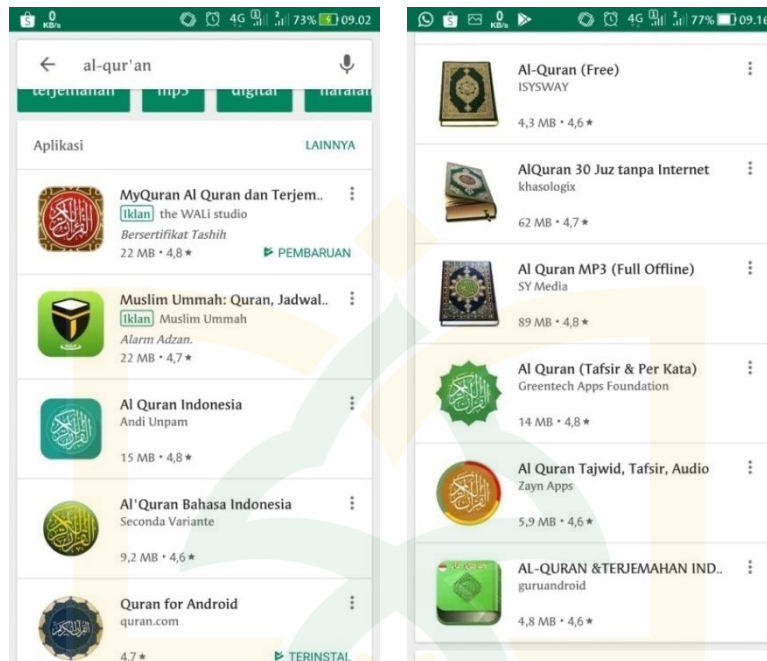 0
KB/s
4G 73% 09.02
al-qur'an
terjemahan mp3 digital
Aplikasi LAINNYA
MyQuran Al Quran dan Terjem..
Iklan the WALi studio
Bersertifikat Tashih
22 MB • 4,8 ★ PEMBARUAN
Muslim Ummah: Quran, Jadwal..
Iklan Muslim Ummah
Alarm Adzan.
22 MB • 4,7 ★
Al Quran Indonesia
Andi Unpam
15 MB • 4,8 ★
Al'Quran Bahasa Indonesia
Seconda Variante
9,2 MB • 4,6 ★
Quran for Android
quran.com
4,7 ★ TERINSTAL
0
KB/s
4G 77% 09.16
Al-Quran (Free)
ISYSWAY
4,3 MB • 4,6 ★
AlQuran 30 Juz tanpa Internet
khasologix
62 MB • 4,7 ★
Al Quran MP3 (Full Offline)
SY Media
89 MB • 4,8 ★
Al Quran (Tafsir & Per Kata)
Greentech Apps Foundation
14 MB • 4,8 ★
Al Quran Tajwid, Tafsir, Audio
Zayn Apps
5,9 MB • 4,6 ★
AL-QURAN &TERJEMAHAN IND..
guruandroid
4,8 MB • 4,6 ★